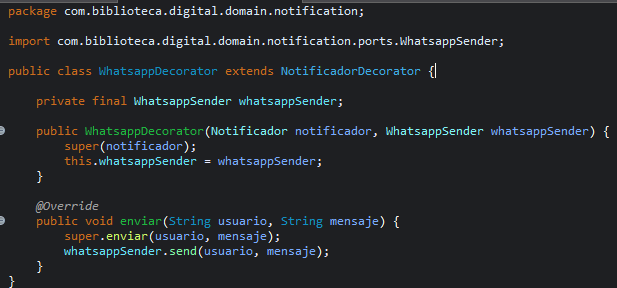 package com.biblioteca.digital.domain.notification;
import com.biblioteca.digital.domain.notification.ports.WhatsappSender;
public class WhatsappDecorator extends NotificadorDecorator {
    private final WhatsappSender whatsappSender;
    public WhatsappDecorator(Notificador notificador, WhatsappSender whatsappSender) {
        super(notificador);
        this.whatsappSender = whatsappSender;
    }
    @Override
    public void enviar(String usuario, String mensaje) {
        super.enviar(usuario, mensaje);
        whatsappSender.send(usuario, mensaje);
    }
}